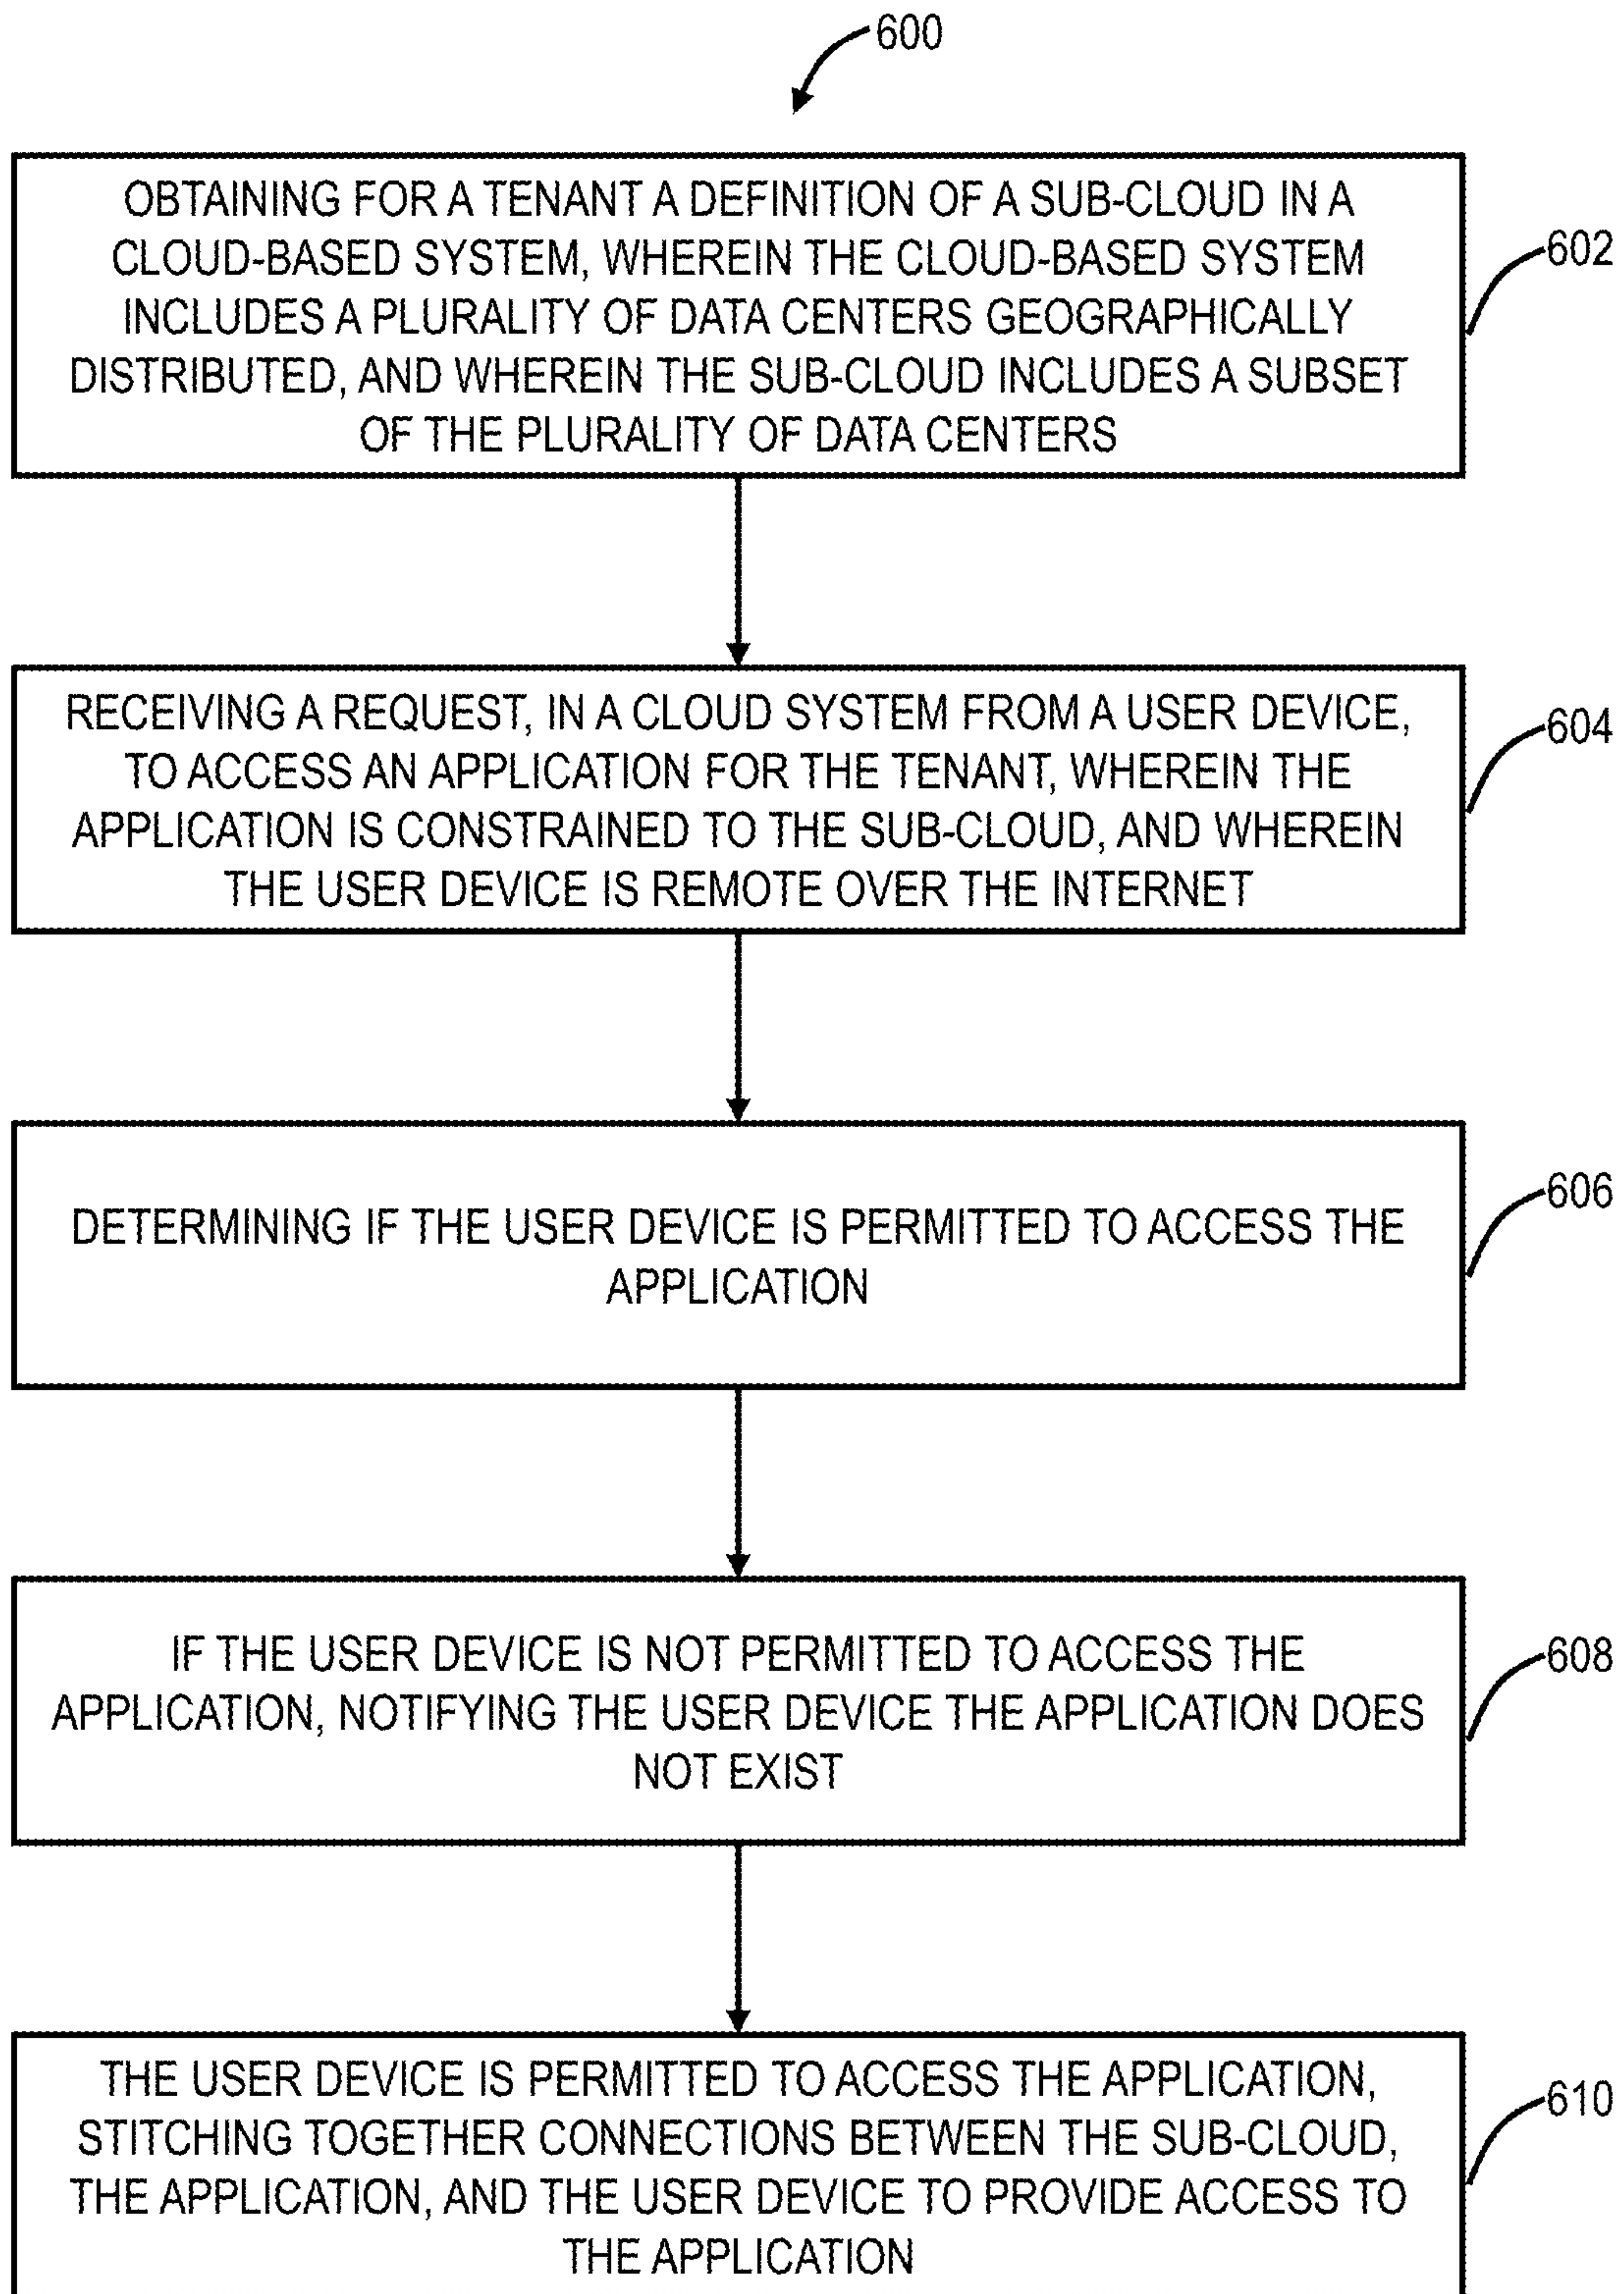 600
OBTAINING FOR A TENANT A DEFINITION OF A SUB-CLOUD IN A
CLOUD-BASED SYSTEM, WHEREIN THE CLOUD-BASED SYSTEM
INCLUDES A PLURALITY OF DATA CENTERS GEOGRAPHICALLY
DISTRIBUTED, AND WHEREIN THE SUB-CLOUD INCLUDES A SUBSET
OF THE PLURALITY OF DATA CENTERS
602
RECEIVING A REQUEST, IN A CLOUD SYSTEM FROM A USER DEVICE,
TO ACCESS AN APPLICATION FOR THE TENANT, WHEREIN THE
APPLICATION IS CONSTRAINED TO THE SUB-CLOUD, AND WHEREIN
THE USER DEVICE IS REMOTE OVER THE INTERNET
604
DETERMINING IF THE USER DEVICE IS PERMITTED TO ACCESS THE
APPLICATION
606
IF THE USER DEVICE IS NOT PERMITTED TO ACCESS THE
APPLICATION, NOTIFYING THE USER DEVICE THE APPLICATION DOES
NOT EXIST
608
THE USER DEVICE IS PERMITTED TO ACCESS THE APPLICATION,
STITCHING TOGETHER CONNECTIONS BETWEEN THE SUB-CLOUD,
THE APPLICATION, AND THE USER DEVICE TO PROVIDE ACCESS TO
THE APPLICATION
610